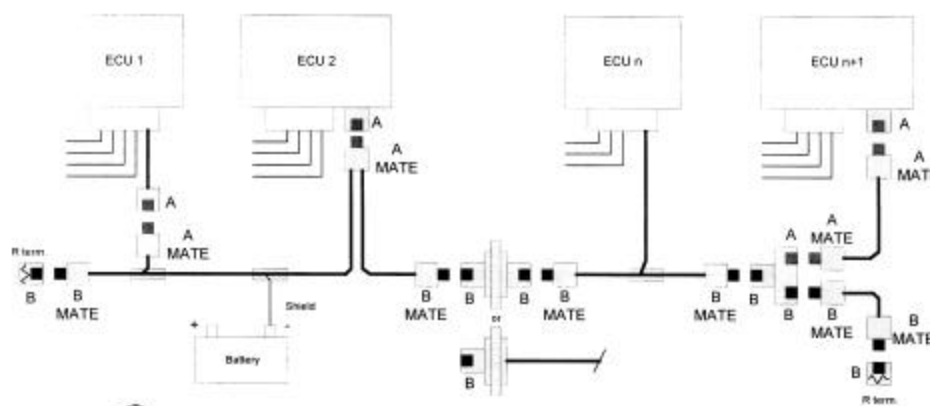 ECU 1
ECU 2
ECU n
ECU n+1
A
A
MATE
A
A
MATE
A
A
MATE
R term.
B
B
MATE
Shield
+
-
Battery
B
MATE
B
B
B
MATE
or
B
B
MATE
B
A
A
MATE
B
B
MATE
B
MATE
B
R term.